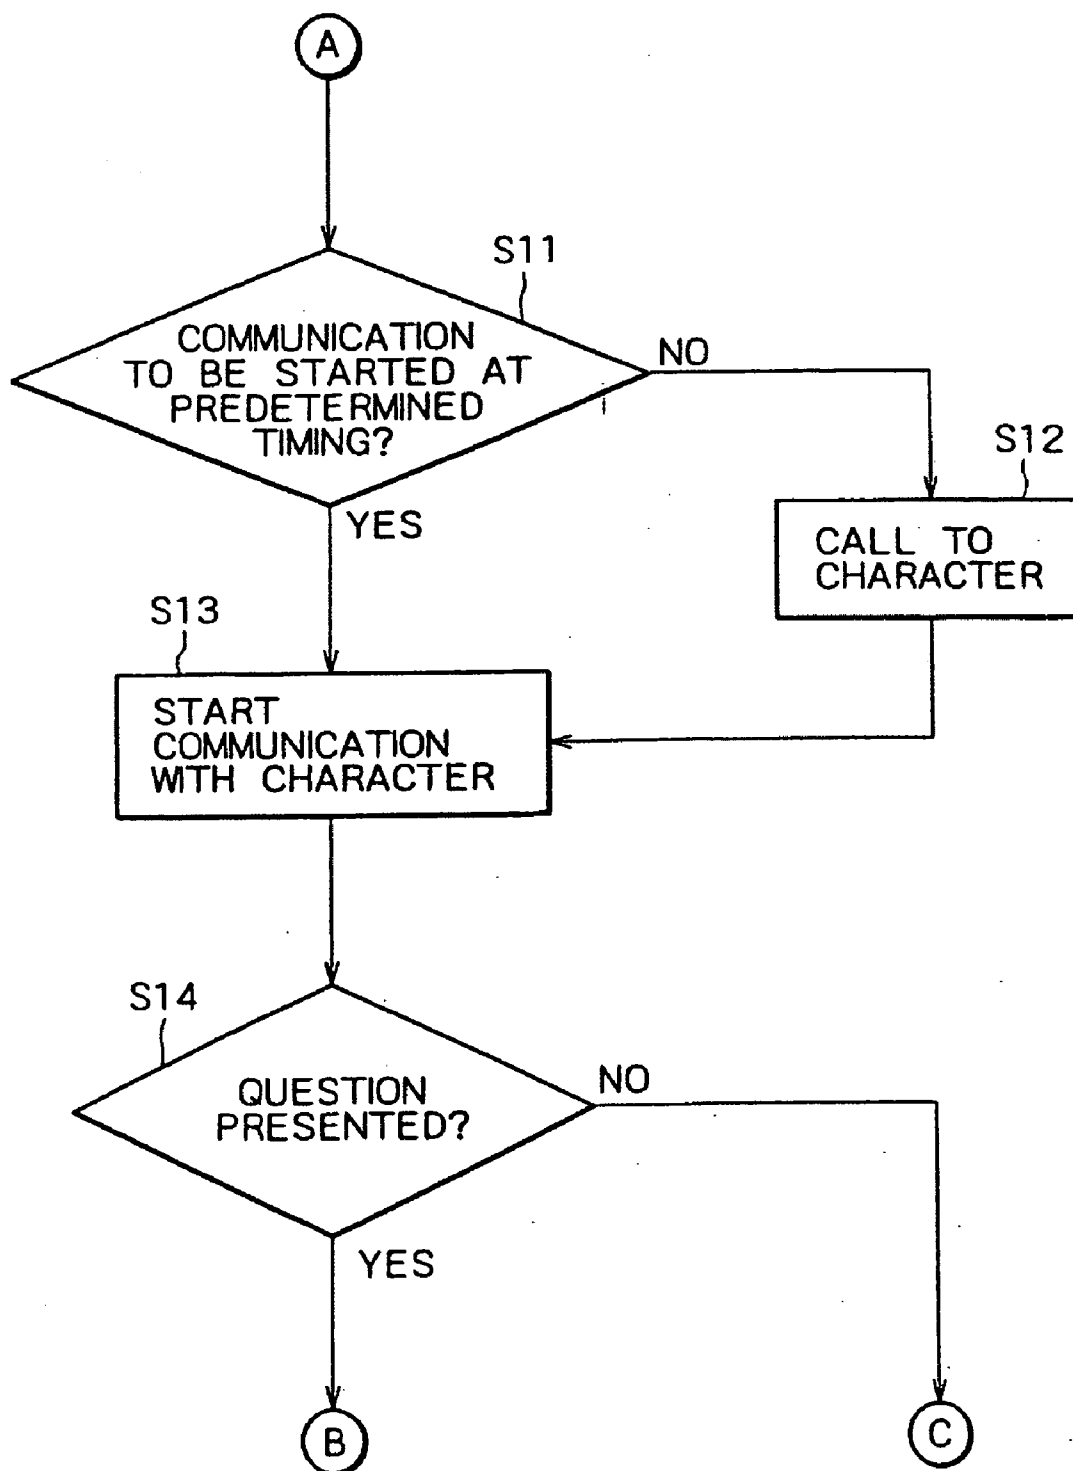 A
S11
COMMUNICATION
TO BE STARTED AT
PREDETERMINED
TIMING?
NO
YES
S12
CALL TO
CHARACTER
S13
START
COMMUNICATION
WITH CHARACTER
S14
QUESTION
PRESENTED?
NO
YES
B
C